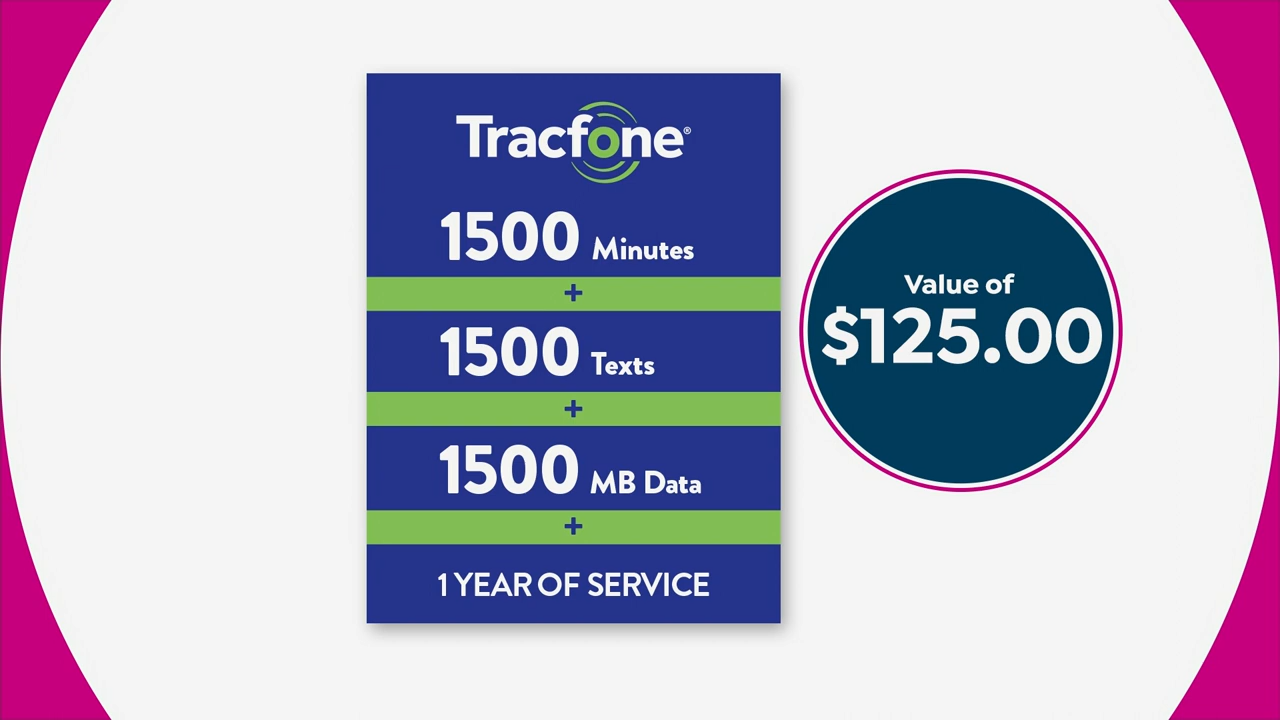 Tracfone®
1500 Minutes
+
1500 Texts
+
1500 MB Data
+
1 YEAR OF SERVICE
Value of
$125.00